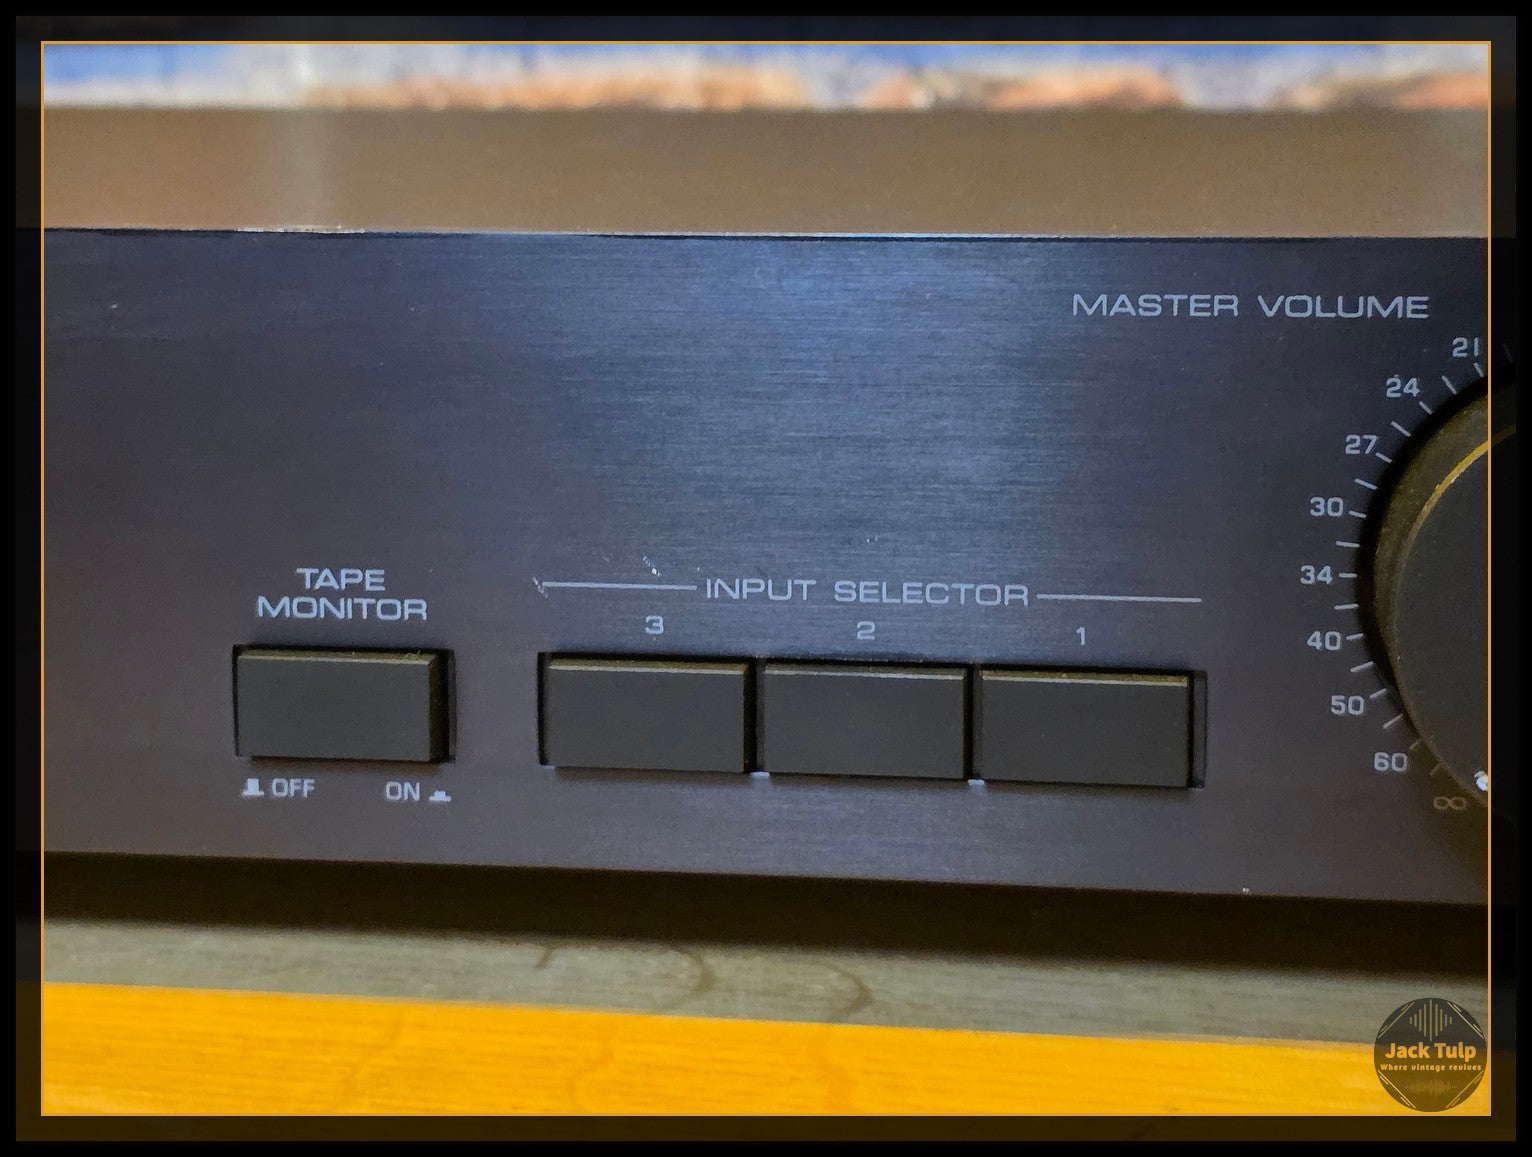 MASTER VOLUME
21
24
27
30
34
40
50
60
∞
TAPE
MONITOR
OFF
ON
INPUT SELECTOR
3 2 1
Jack Tulp
Where vintage revives